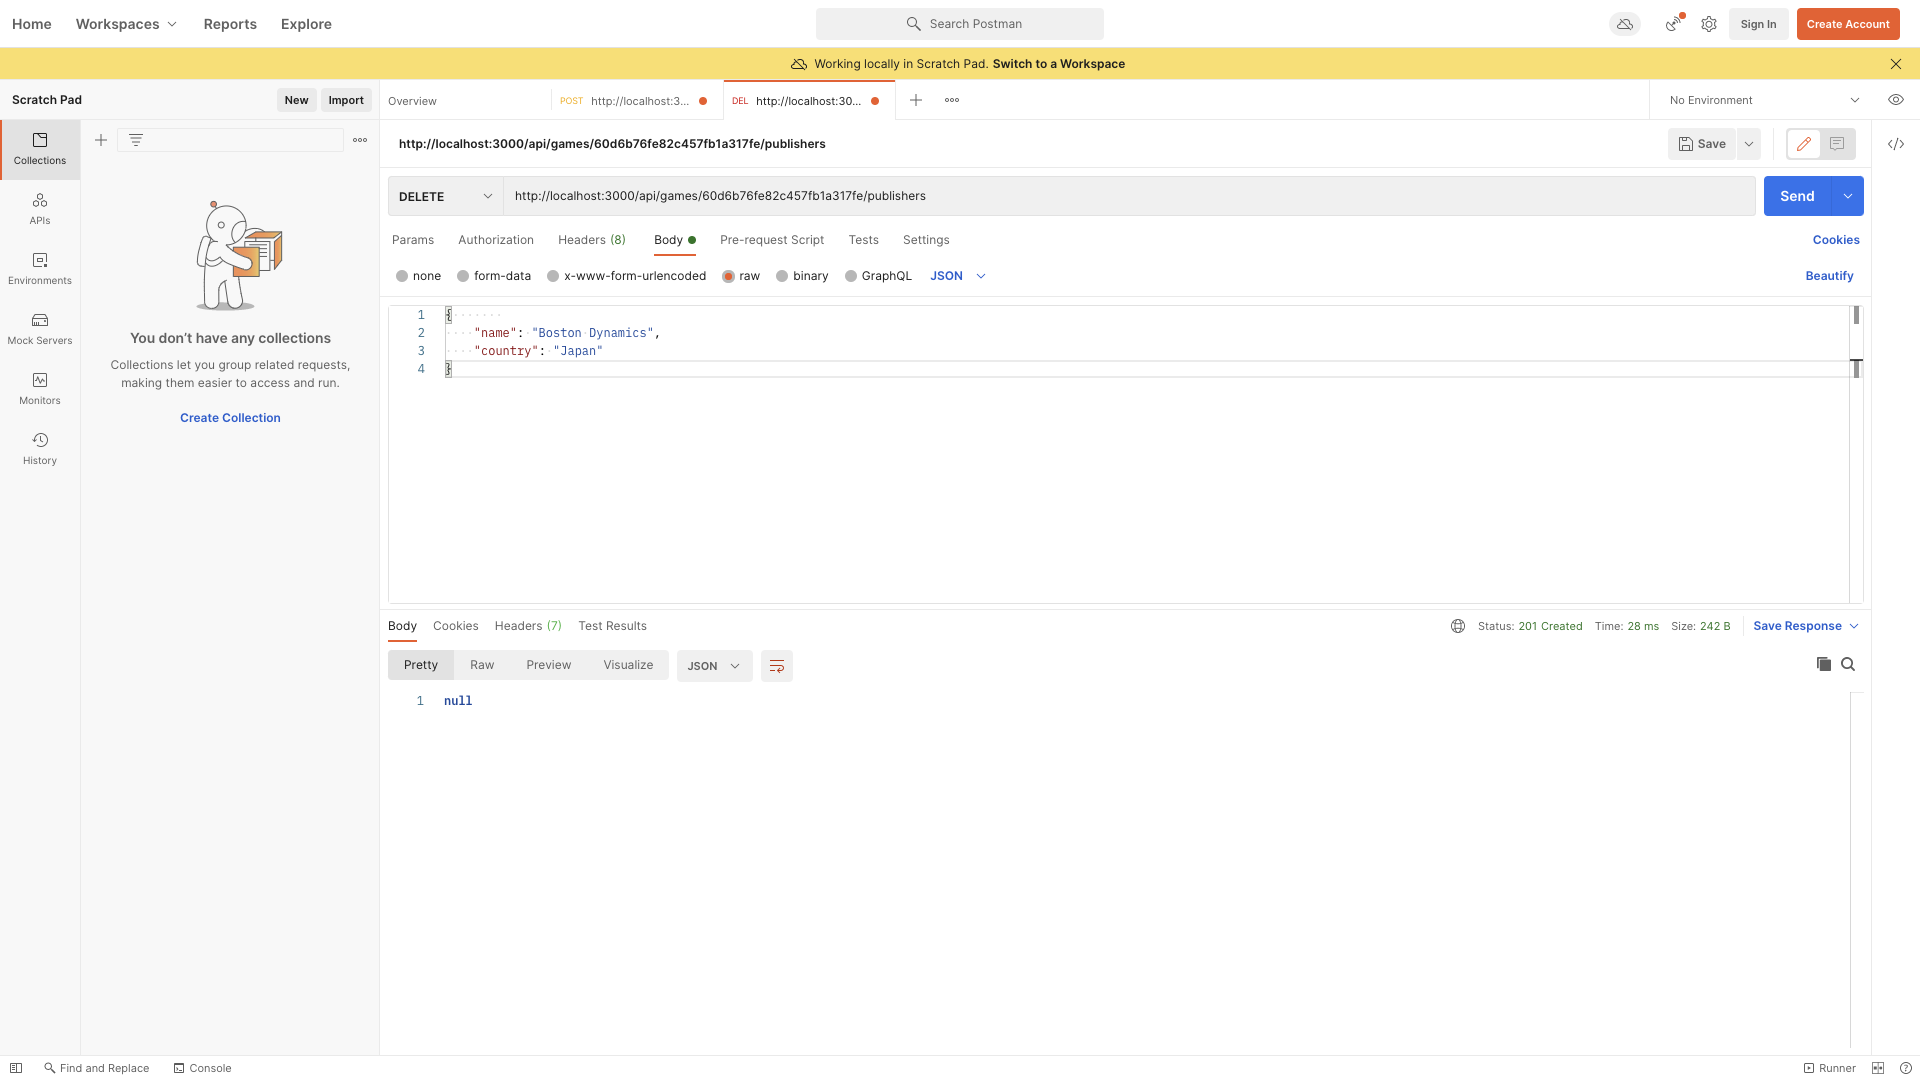 Home Workspaces Reports Explore Search Postman Sign In Create Account
Working locally in Scratch Pad. Switch to a Workspace
Scratch Pad New Import Overview POST http://localhost:3... DEL http://localhost:30... No Environment
Collections
APIs
Environments
Mock Servers
Monitors
History
You don’t have any collections
Collections let you group related requests,
making them easier to access and run.
Create Collection
http://localhost:3000/api/games/60d6b76fe82c457fb1a317fe/publishers Save
DELETE http://localhost:3000/api/games/60d6b76fe82c457fb1a317fe/publishers Send
Params Authorization Headers (8) Body Pre-request Script Tests Settings Cookies
none form-data x-www-form-urlencoded raw binary GraphQL JSON Beautify
1 {
2 "name": "Boston Dynamics",
3 "country": "Japan"
4 }
Body Cookies Headers (7) Test Results Status: 201 Created Time: 28 ms Size: 242 B Save Response
Pretty Raw Preview Visualize JSON
1 null
Find and Replace Console Runner